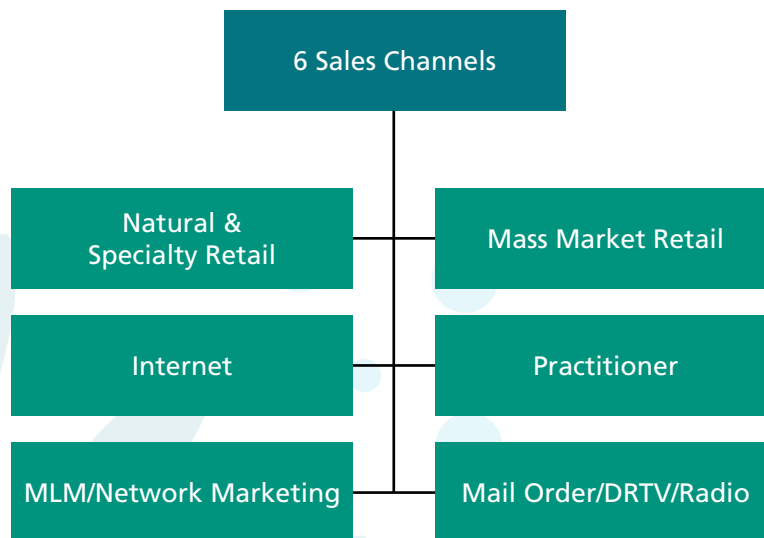 6 Sales Channels
Natural &
Specialty Retail
Mass Market Retail
Internet
Practitioner
MLM/Network Marketing
Mail Order/DRTV/Radio